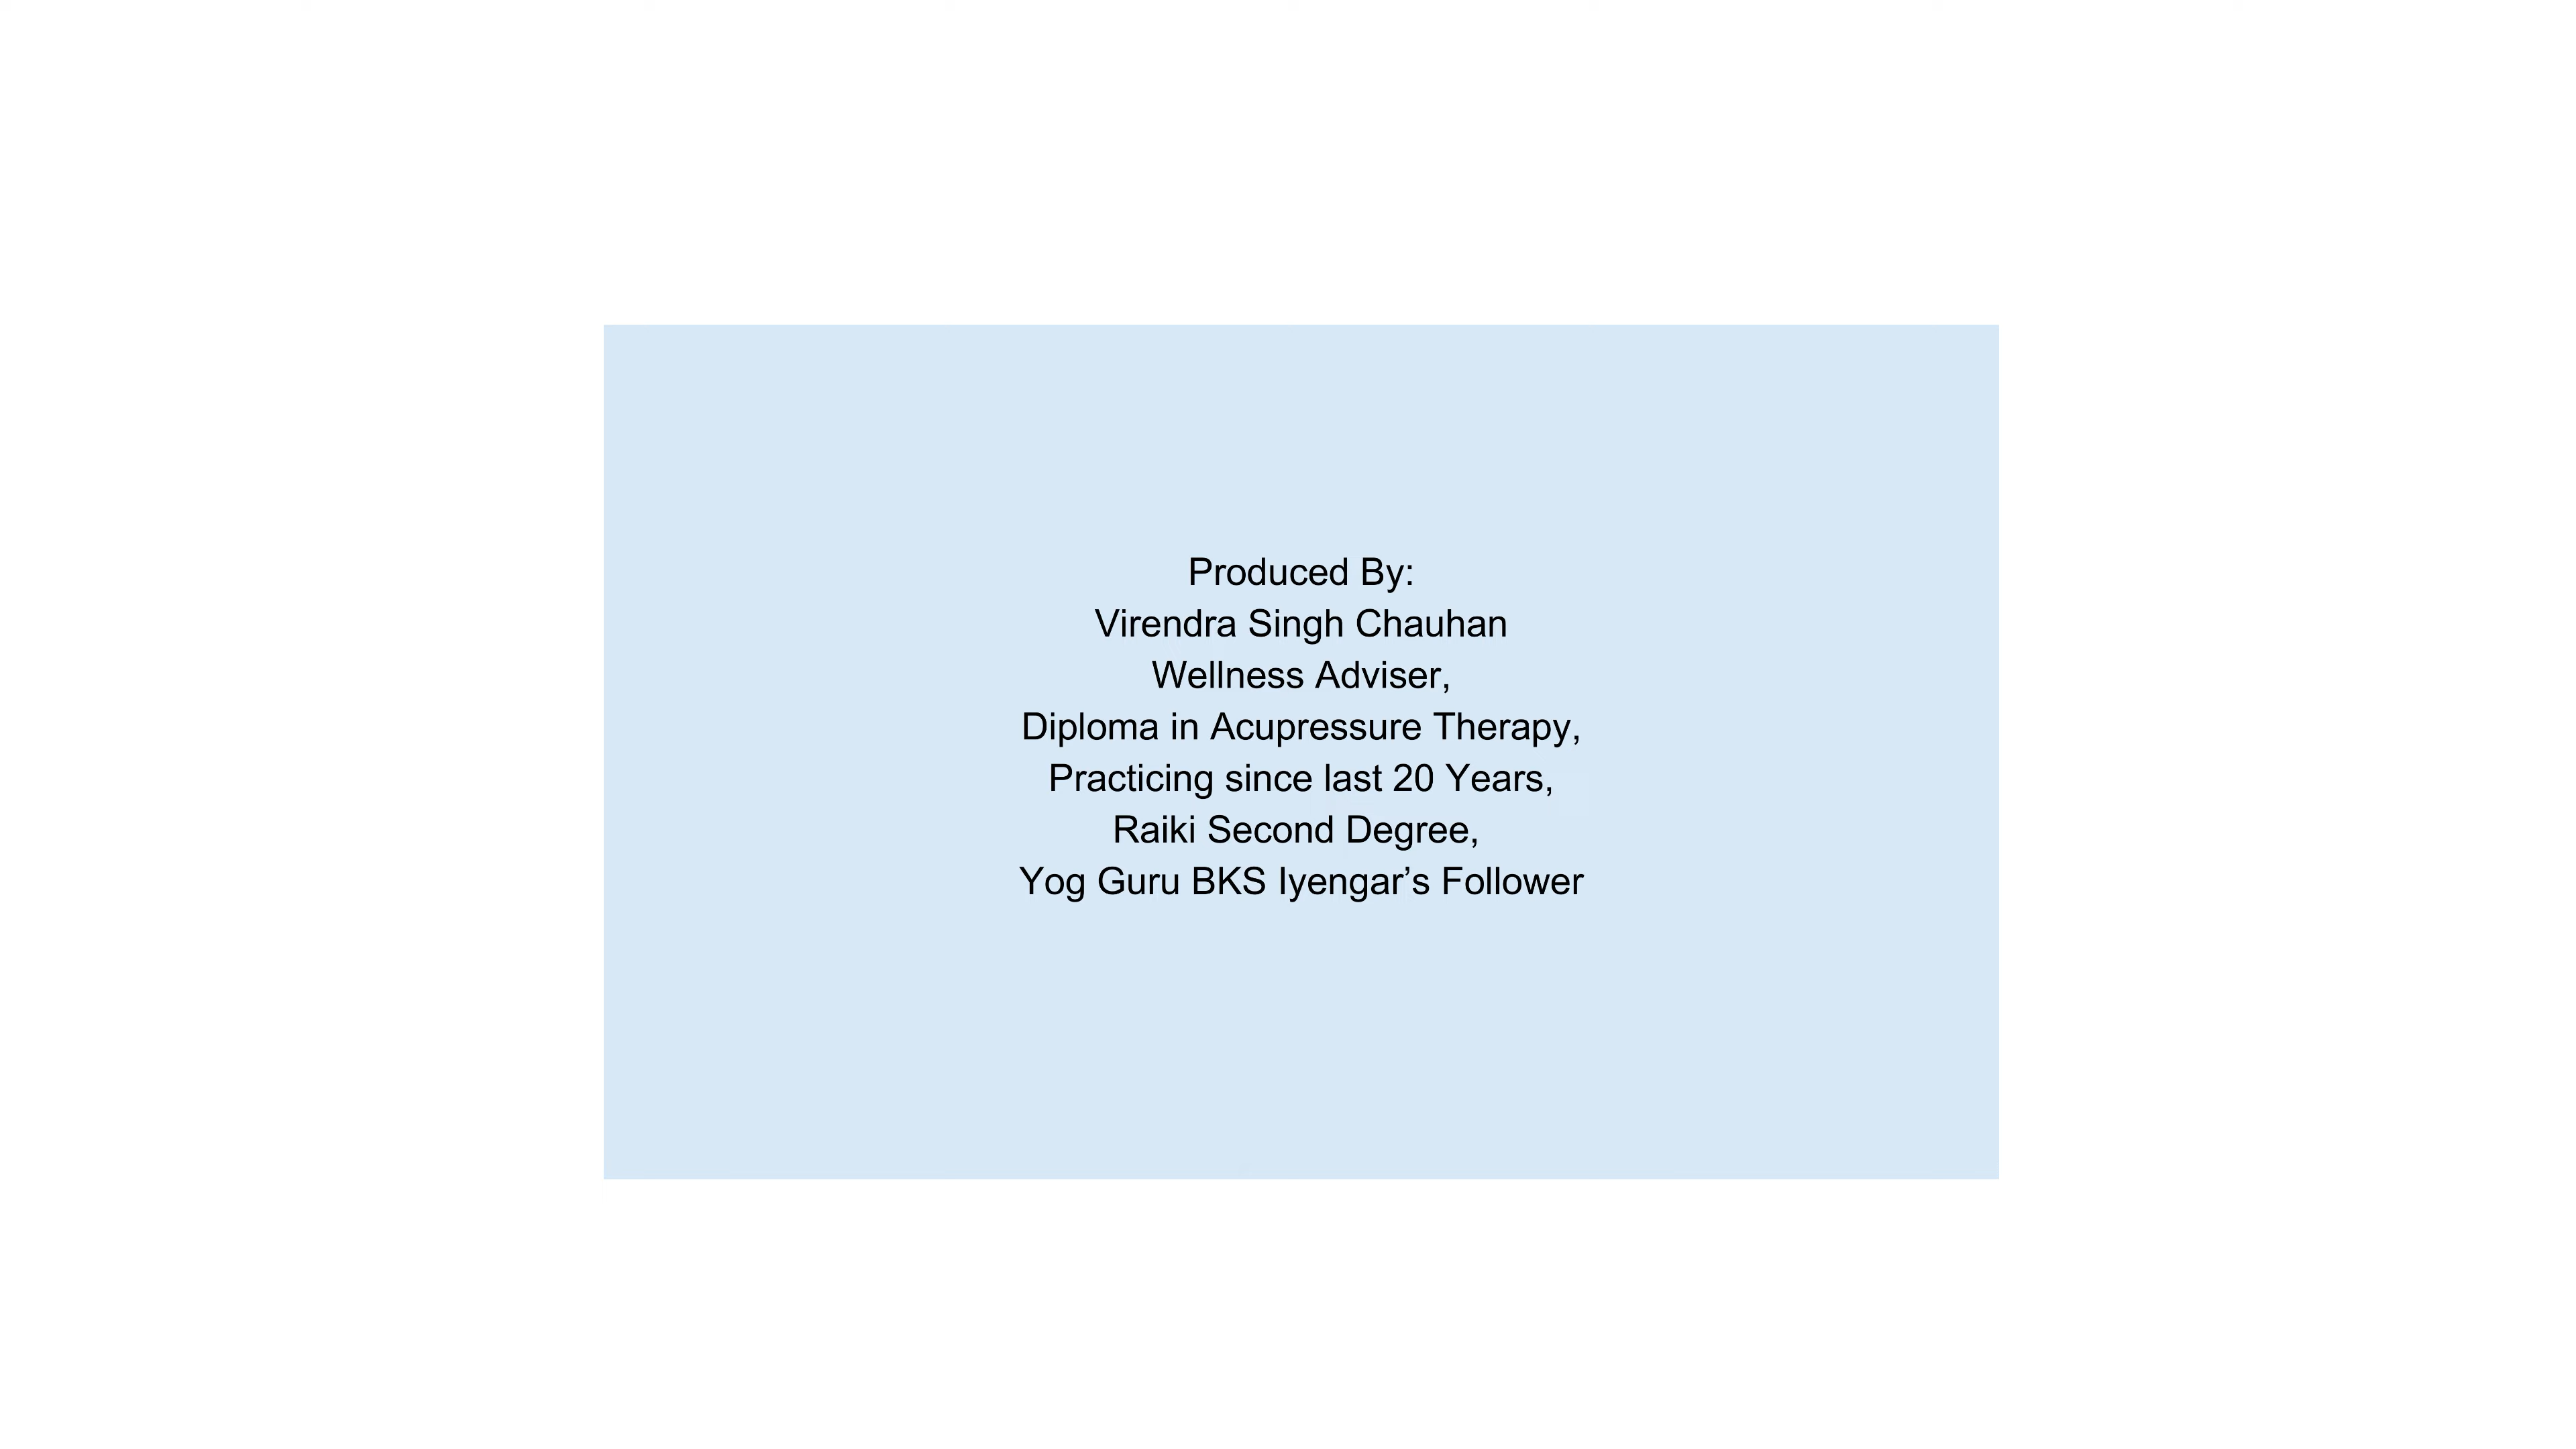 Produced By:
Virendra Singh Chauhan
Wellness Adviser,
Diploma in Acupressure Therapy,
Practicing since last 20 Years,
Raiki Second Degree,
Yog Guru BKS Iyengar’s Follower